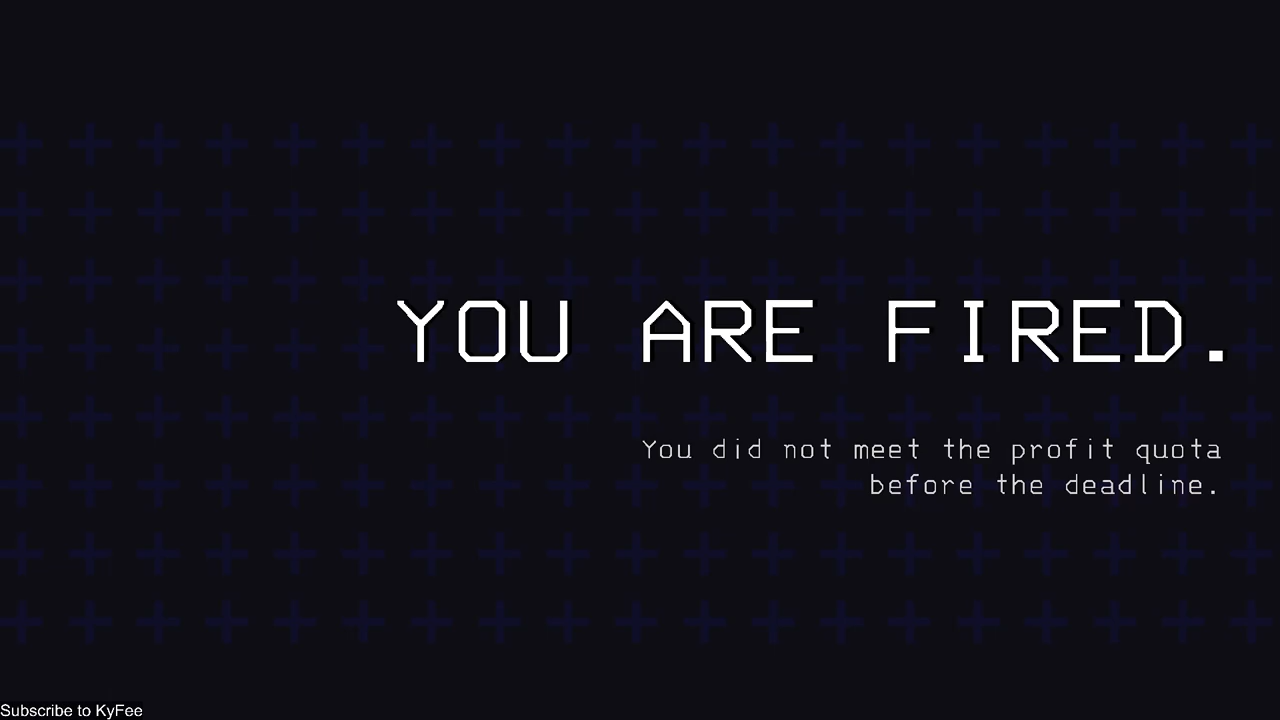 YOU ARE FIRED.
You did not meet the profit quota
before the deadline.
Subscribe to KyFee